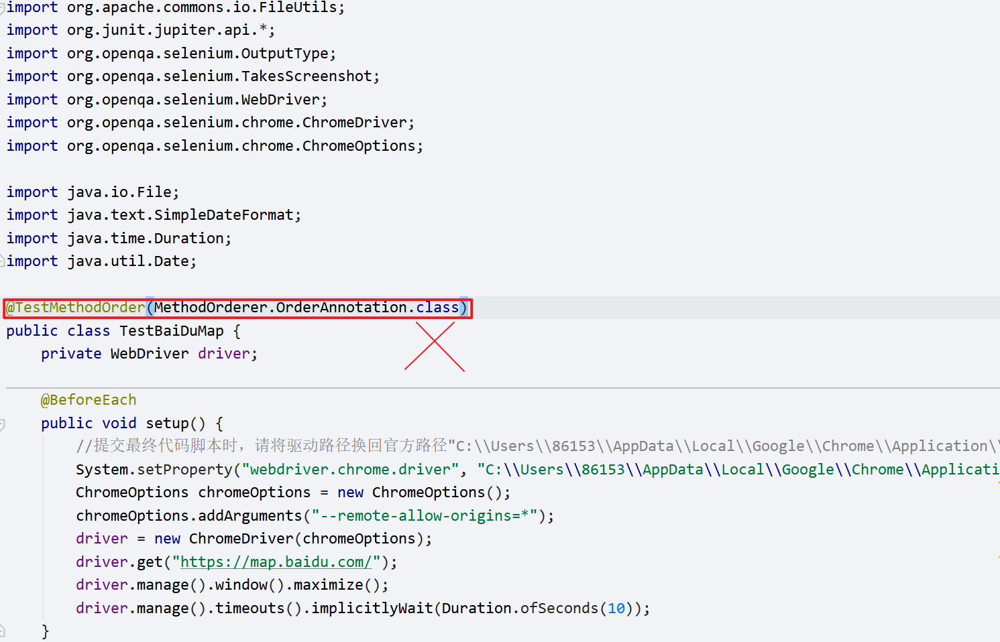 import org.apache.commons.io.FileUtils;
import org.junit.jupiter.api.*;
import org.openqa.selenium.OutputType;
import org.openqa.selenium.TakesScreenshot;
import org.openqa.selenium.WebDriver;
import org.openqa.selenium.chrome.ChromeDriver;
import org.openqa.selenium.chrome.ChromeOptions;

import java.io.File;
import java.text.SimpleDateFormat;
import java.time.Duration;
import java.util.Date;

@TestMethodOrder(MethodOrderer.OrderAnnotation.class)
public class TestBaiDuMap {
    private WebDriver driver;

    @BeforeEach
    public void setup() {
        //提交最终代码脚本时，请将驱动路径换回官方路径"C:\\Users\\86153\\AppData\\Local\\Google\\Chrome\\Application\\
        System.setProperty("webdriver.chrome.driver", "C:\\Users\\86153\\AppData\\Local\\Google\\Chrome\\Applicati
        ChromeOptions chromeOptions = new ChromeOptions();
        chromeOptions.addArguments("--remote-allow-origins=*");
        driver = new ChromeDriver(chromeOptions);
        driver.get("https://map.baidu.com/");
        driver.manage().window().maximize();
        driver.manage().timeouts().implicitlyWait(Duration.ofSeconds(10));
    }